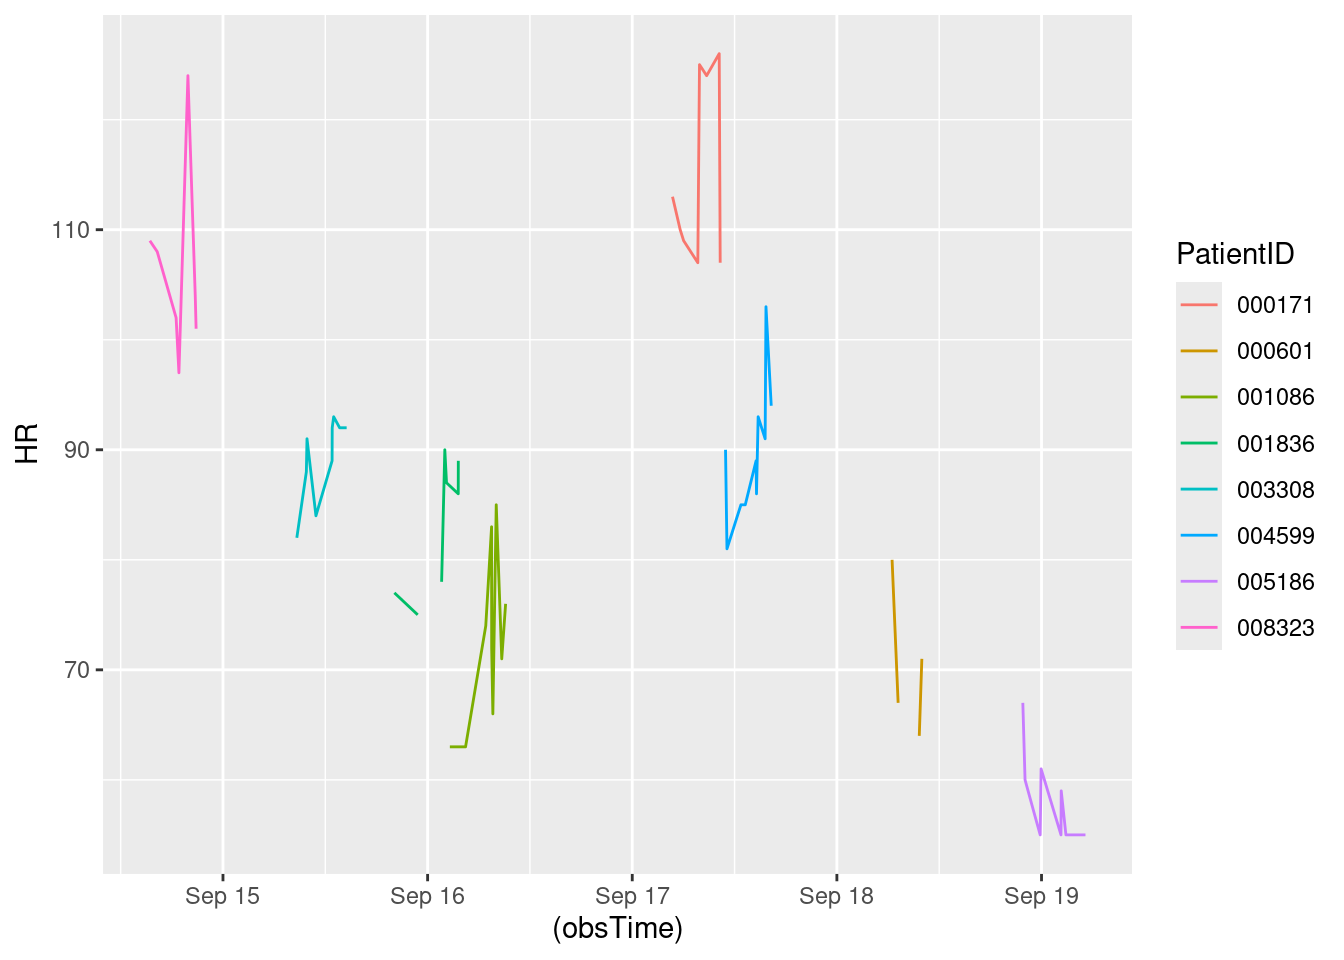 110
90
70
HR
Sep 15
Sep 16
Sep 17
Sep 18
Sep 19
(obsTime)
PatientID
000171
000601
001086
001836
003308
004599
005186
008323